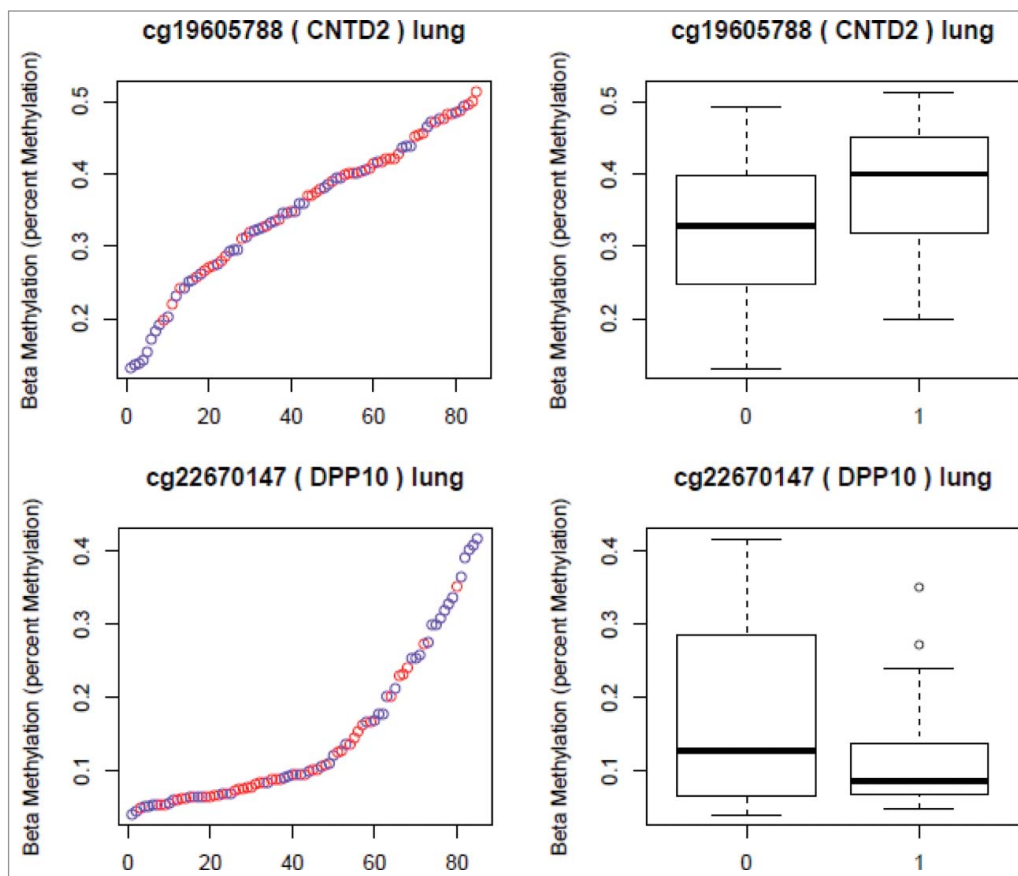 cg19605788 ( CNTD2 ) lung
Beta Methylation (percent Methylation)
0.5
0.4
0.3
0.2
0 20 40 60 80
cg19605788 ( CNTD2 ) lung
Beta Methylation (percent Methylation)
0.5
0.4
0.3
0.2
0 1
cg22670147 ( DPP10 ) lung
Beta Methylation (percent Methylation)
0.4
0.3
0.2
0.1
0 20 40 60 80
cg22670147 ( DPP10 ) lung
Beta Methylation (percent Methylation)
0.4
0.3
0.2
0.1
0 1